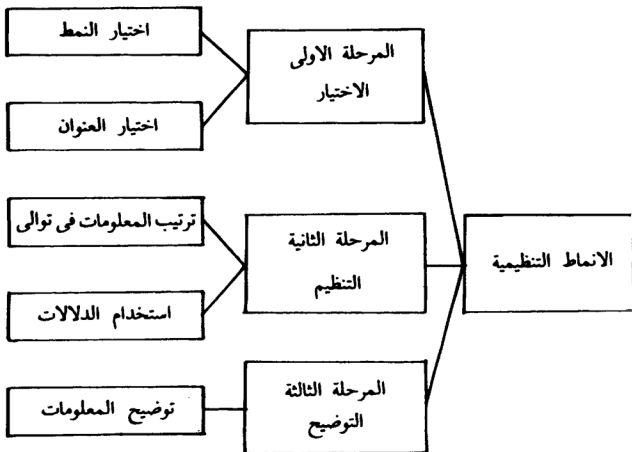 الانماط التنظيمية
المرحلة الاولى
الاختيار
اختيار النمط
اختيار العنوان
المرحلة الثانية
التنظيم
ترتيب المعلومات فى توالى
استخدام الدلالات
المرحلة الثالثة
التوضيح
توضيح المعلومات